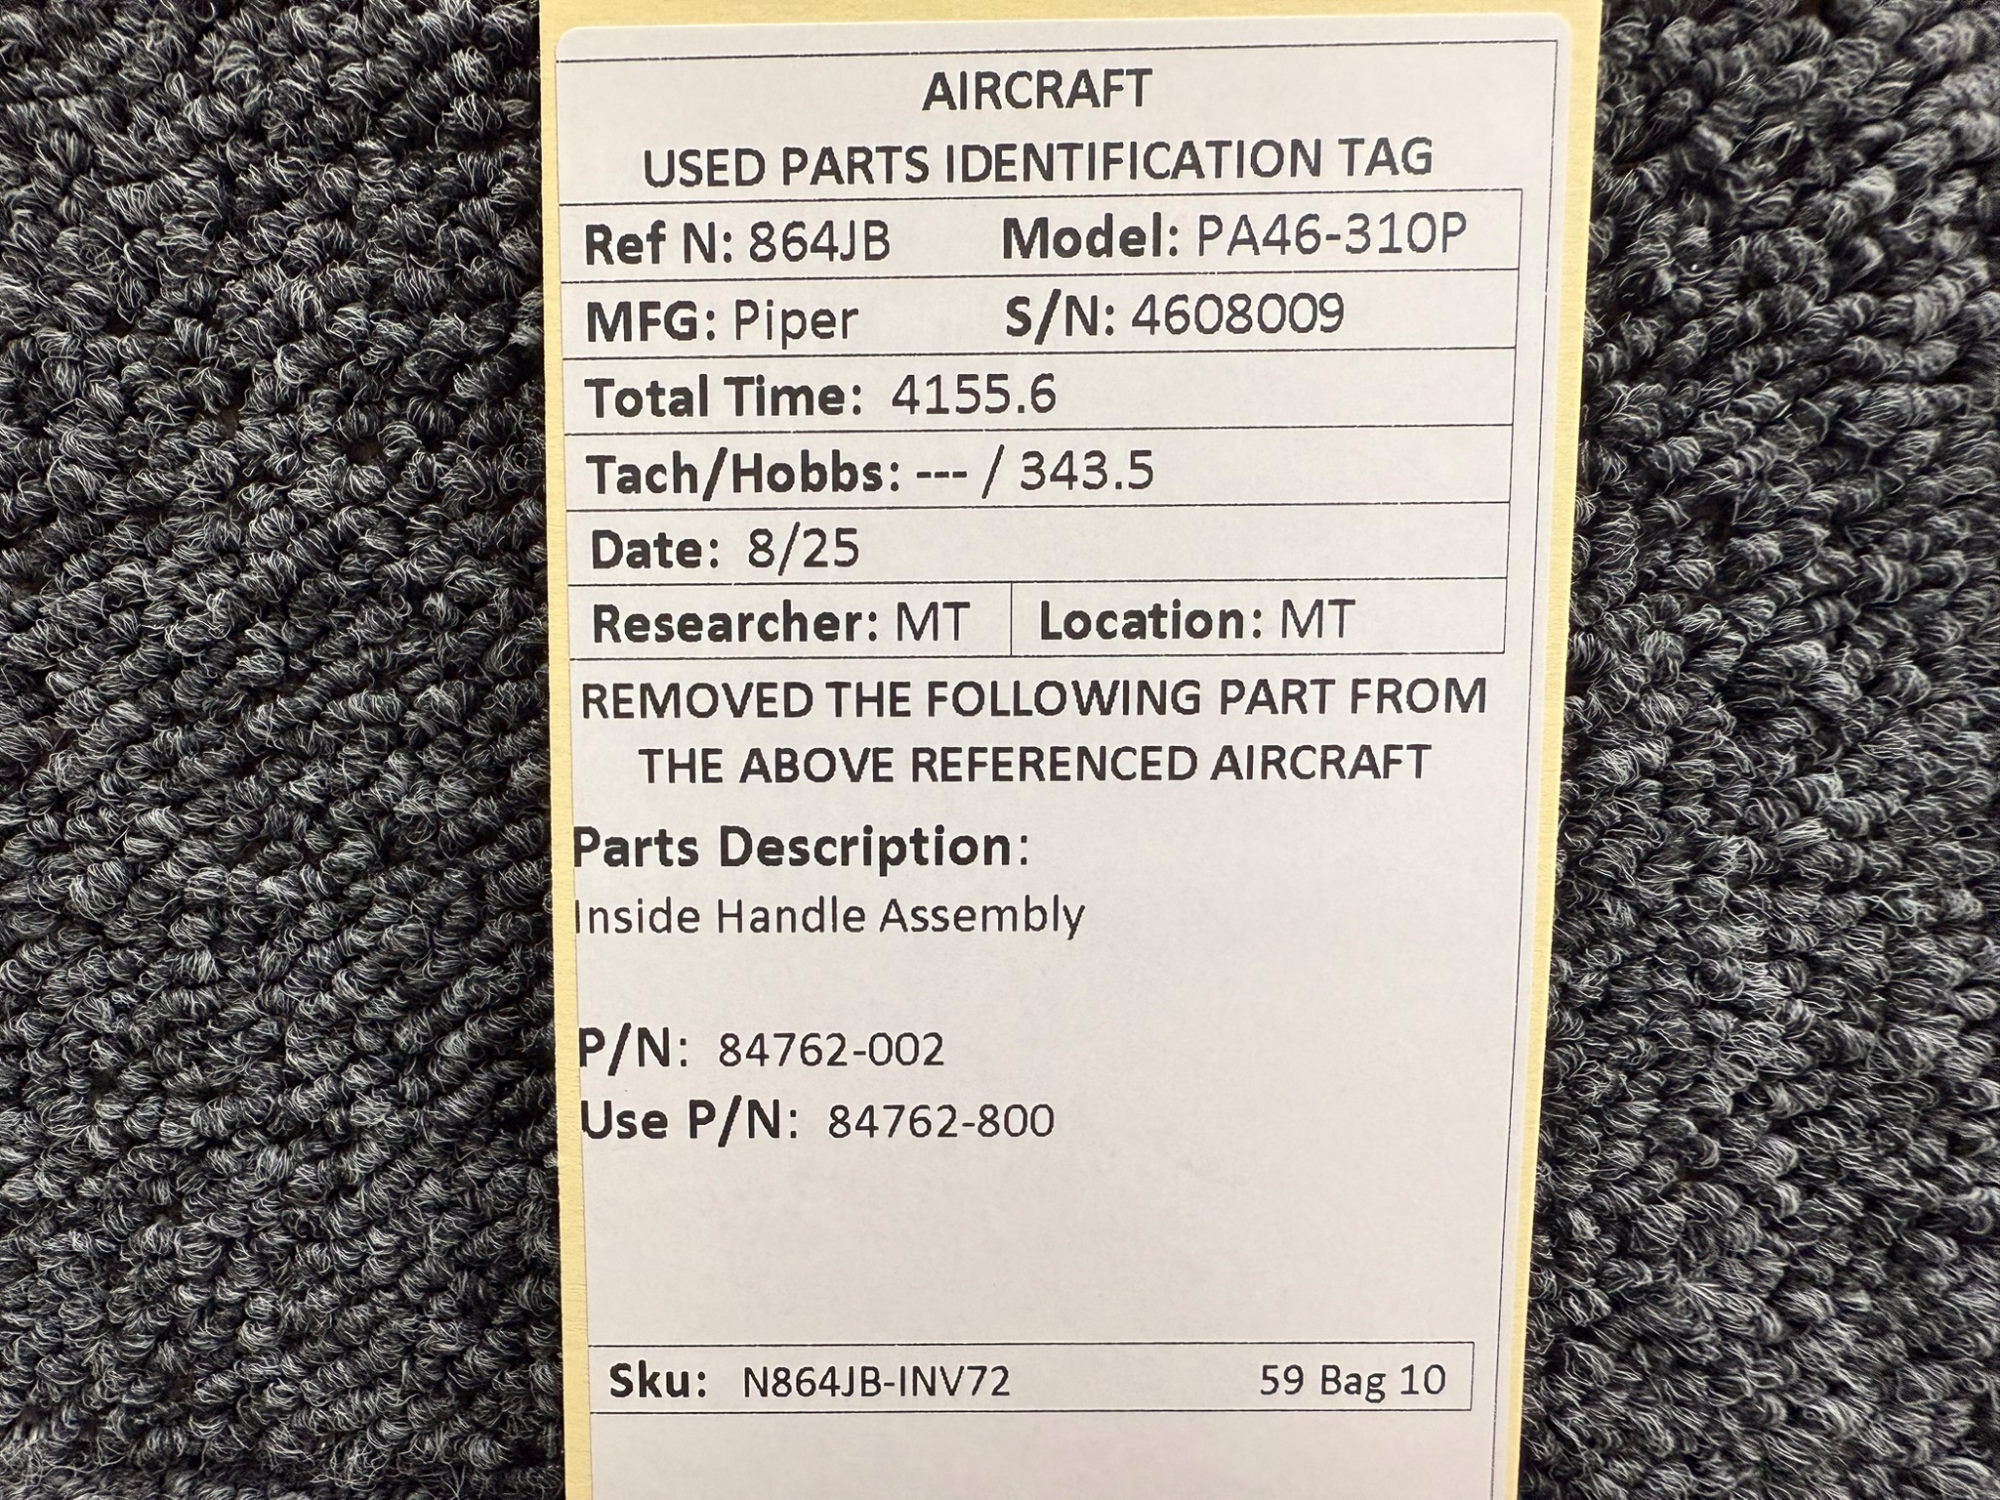 AIRCRAFT
USED PARTS IDENTIFICATION TAG
Ref N: 864JB Model: PA46-310P
MFG: Piper S/N: 4608009
Total Time: 4155.6
Tach/Hobbs: --- / 343.5
Date: 8/25
Researcher: MT Location: MT
REMOVED THE FOLLOWING PART FROM
THE ABOVE REFERENCED AIRCRAFT
Parts Description:
Inside Handle Assembly
P/N: 84762-002
Use P/N: 84762-800
Sku: N864JB-INV72 59 Bag 10